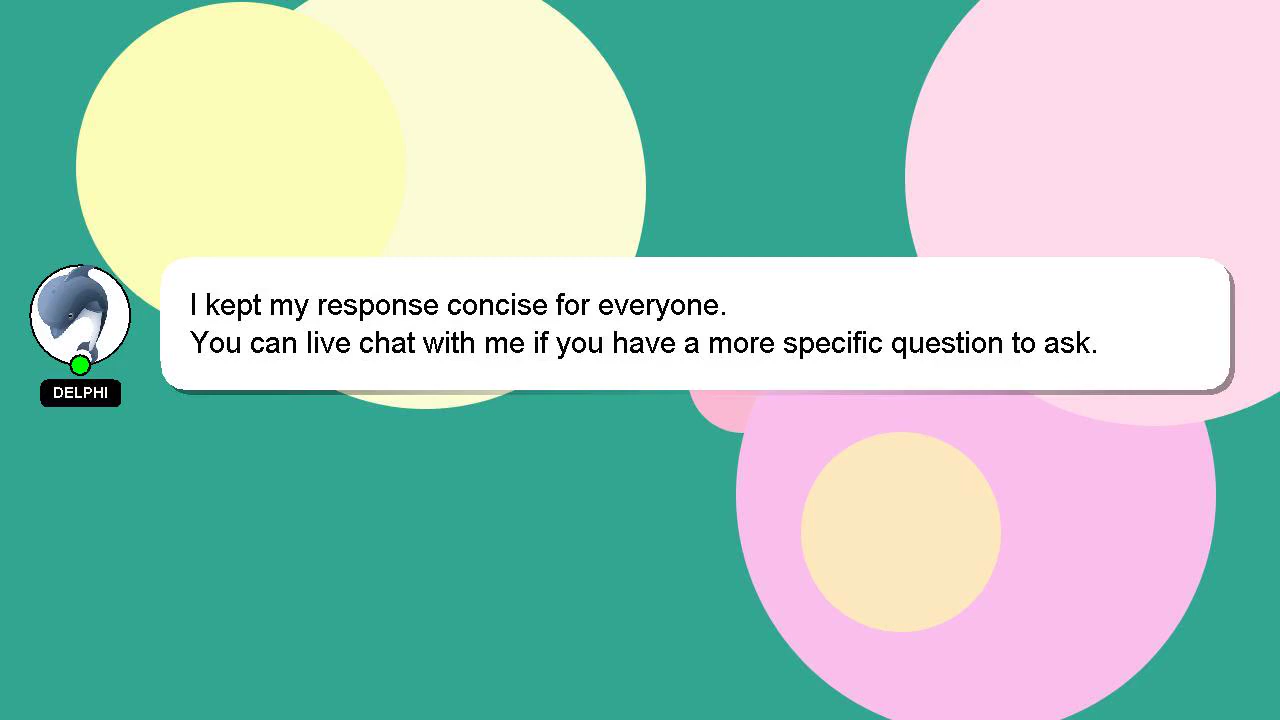 I kept my response concise for everyone.
You can live chat with me if you have a more specific question to ask.
DELPHI